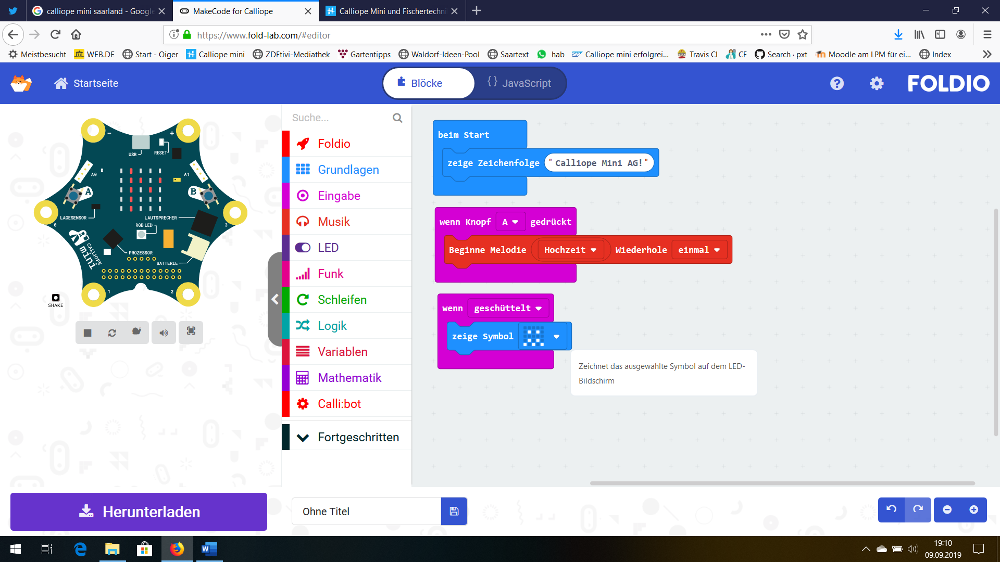 calliope mini saarland - Google
MakeCode for Calliope
Calliope Mini und Fischertechni
https://www.fold-lab.com/#editor
Meistbesucht
WEB.DE
Start - Oiger
Calliope mini
ZDFtivi-Mediathek
Gartentipps
Waldorf-Ideen-Pool
Saartext
hab
Calliope mini erfolgrei...
Travis CI
CF
Search · pxt
Moodle am LPM für ei...
Index
Startseite
Blöcke
{} JavaScript
FOLDIO
- +
USB
RESET
A0
A1
A
B
LAGESENSOR
LAUTSPRECHER
RGB LED
0
3
CALLIOPE
mini
PROZESSOR
BATTERIE
1
2
SHAKE
Suche...
Foldio
Grundlagen
Eingabe
Musik
LED
Funk
Schleifen
Logik
Variablen
Mathematik
Calli:bot
Fortgeschritten
beim Start
zeige Zeichenfolge "Calliope Mini AG!"
wenn Knopf A gedrückt
Beginne Melodie Hochzeit Wiederhole einmal
wenn geschüttelt
zeige Symbol
Zeichnet das ausgewählte Symbol auf dem LED-
Bildschirm
Herunterladen
Ohne Titel
19:10
09.09.2019